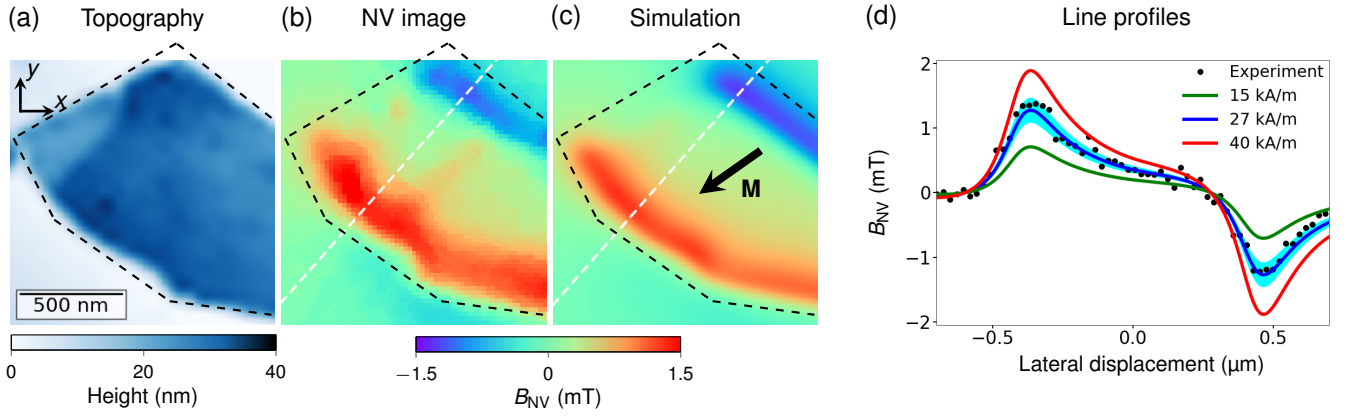 (a) Topography
(b) NV image
(c) Simulation
(d) Line profiles
y
x
500 nm
M
0 20 40
Height (nm)
−1.5 0 1.5
B_NV (mT)
2
1
0
−1
−2
B_NV (mT)
Experiment
15 kA/m
27 kA/m
40 kA/m
−0.5 0.0 0.5
Lateral displacement (μm)